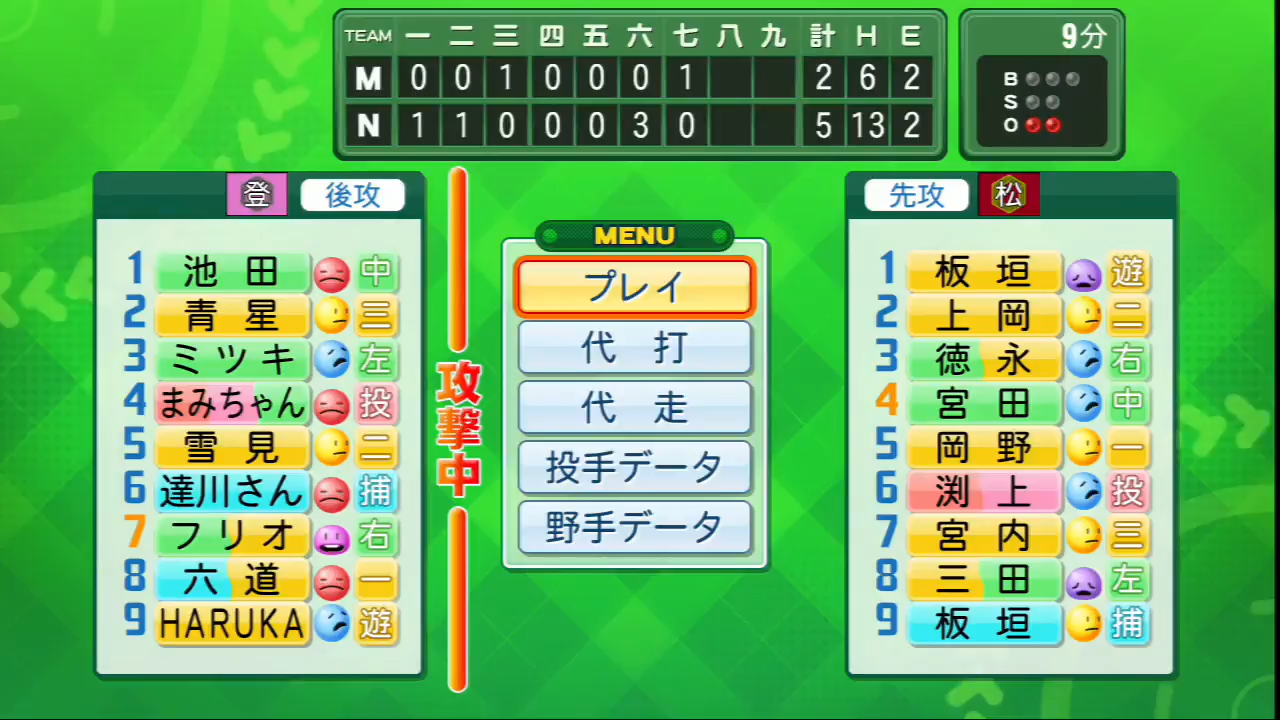 TEAM 一 二 三 四 五 六 七 八 九 計 H E
M 0 0 1 0 0 0 1 2 6 2
N 1 1 0 0 0 3 0 5 13 2
9分
B
S
O
登 後攻
1 池田 中
2 青星 三
3 ミツキ 左
4 まみちゃん 投
5 雪見 二
6 達川さん 捕
7 フリオ 右
8 六道 一
9 HARUKA 遊
攻撃中
MENU
プレイ
代打
代走
投手データ
野手データ
先攻 松
1 板垣 遊
2 上岡 二
3 徳永 右
4 宮田 中
5 岡野 一
6 渕上 投
7 宮内 三
8 三田 左
9 板垣 捕